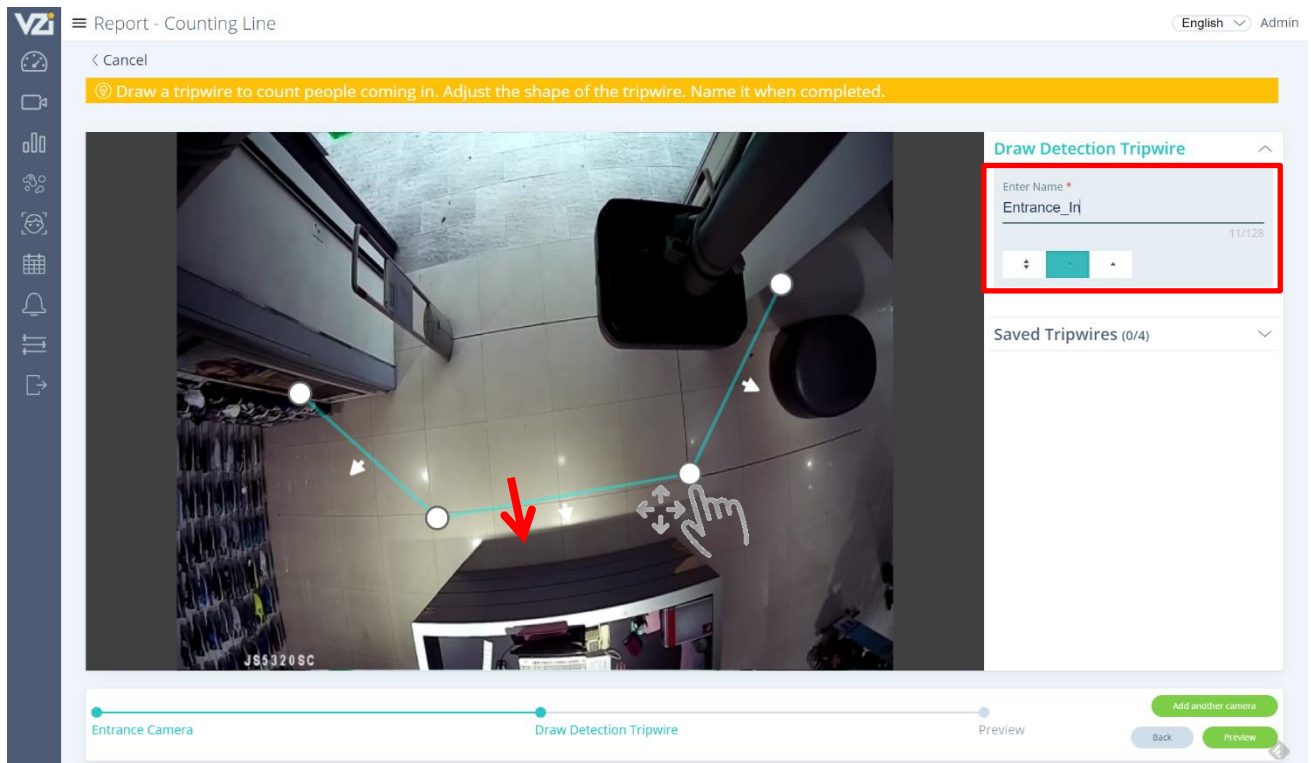 VZi
Report - Counting Line
English
Admin
< Cancel
Draw a tripwire to count people coming in. Adjust the shape of the tripwire. Name it when completed.
Draw Detection Tripwire
Enter Name *
Entrance_In
11/128
Saved Tripwires (0/4)
JS5320SC
Entrance Camera
Draw Detection Tripwire
Preview
Add another camera
Back
Preview